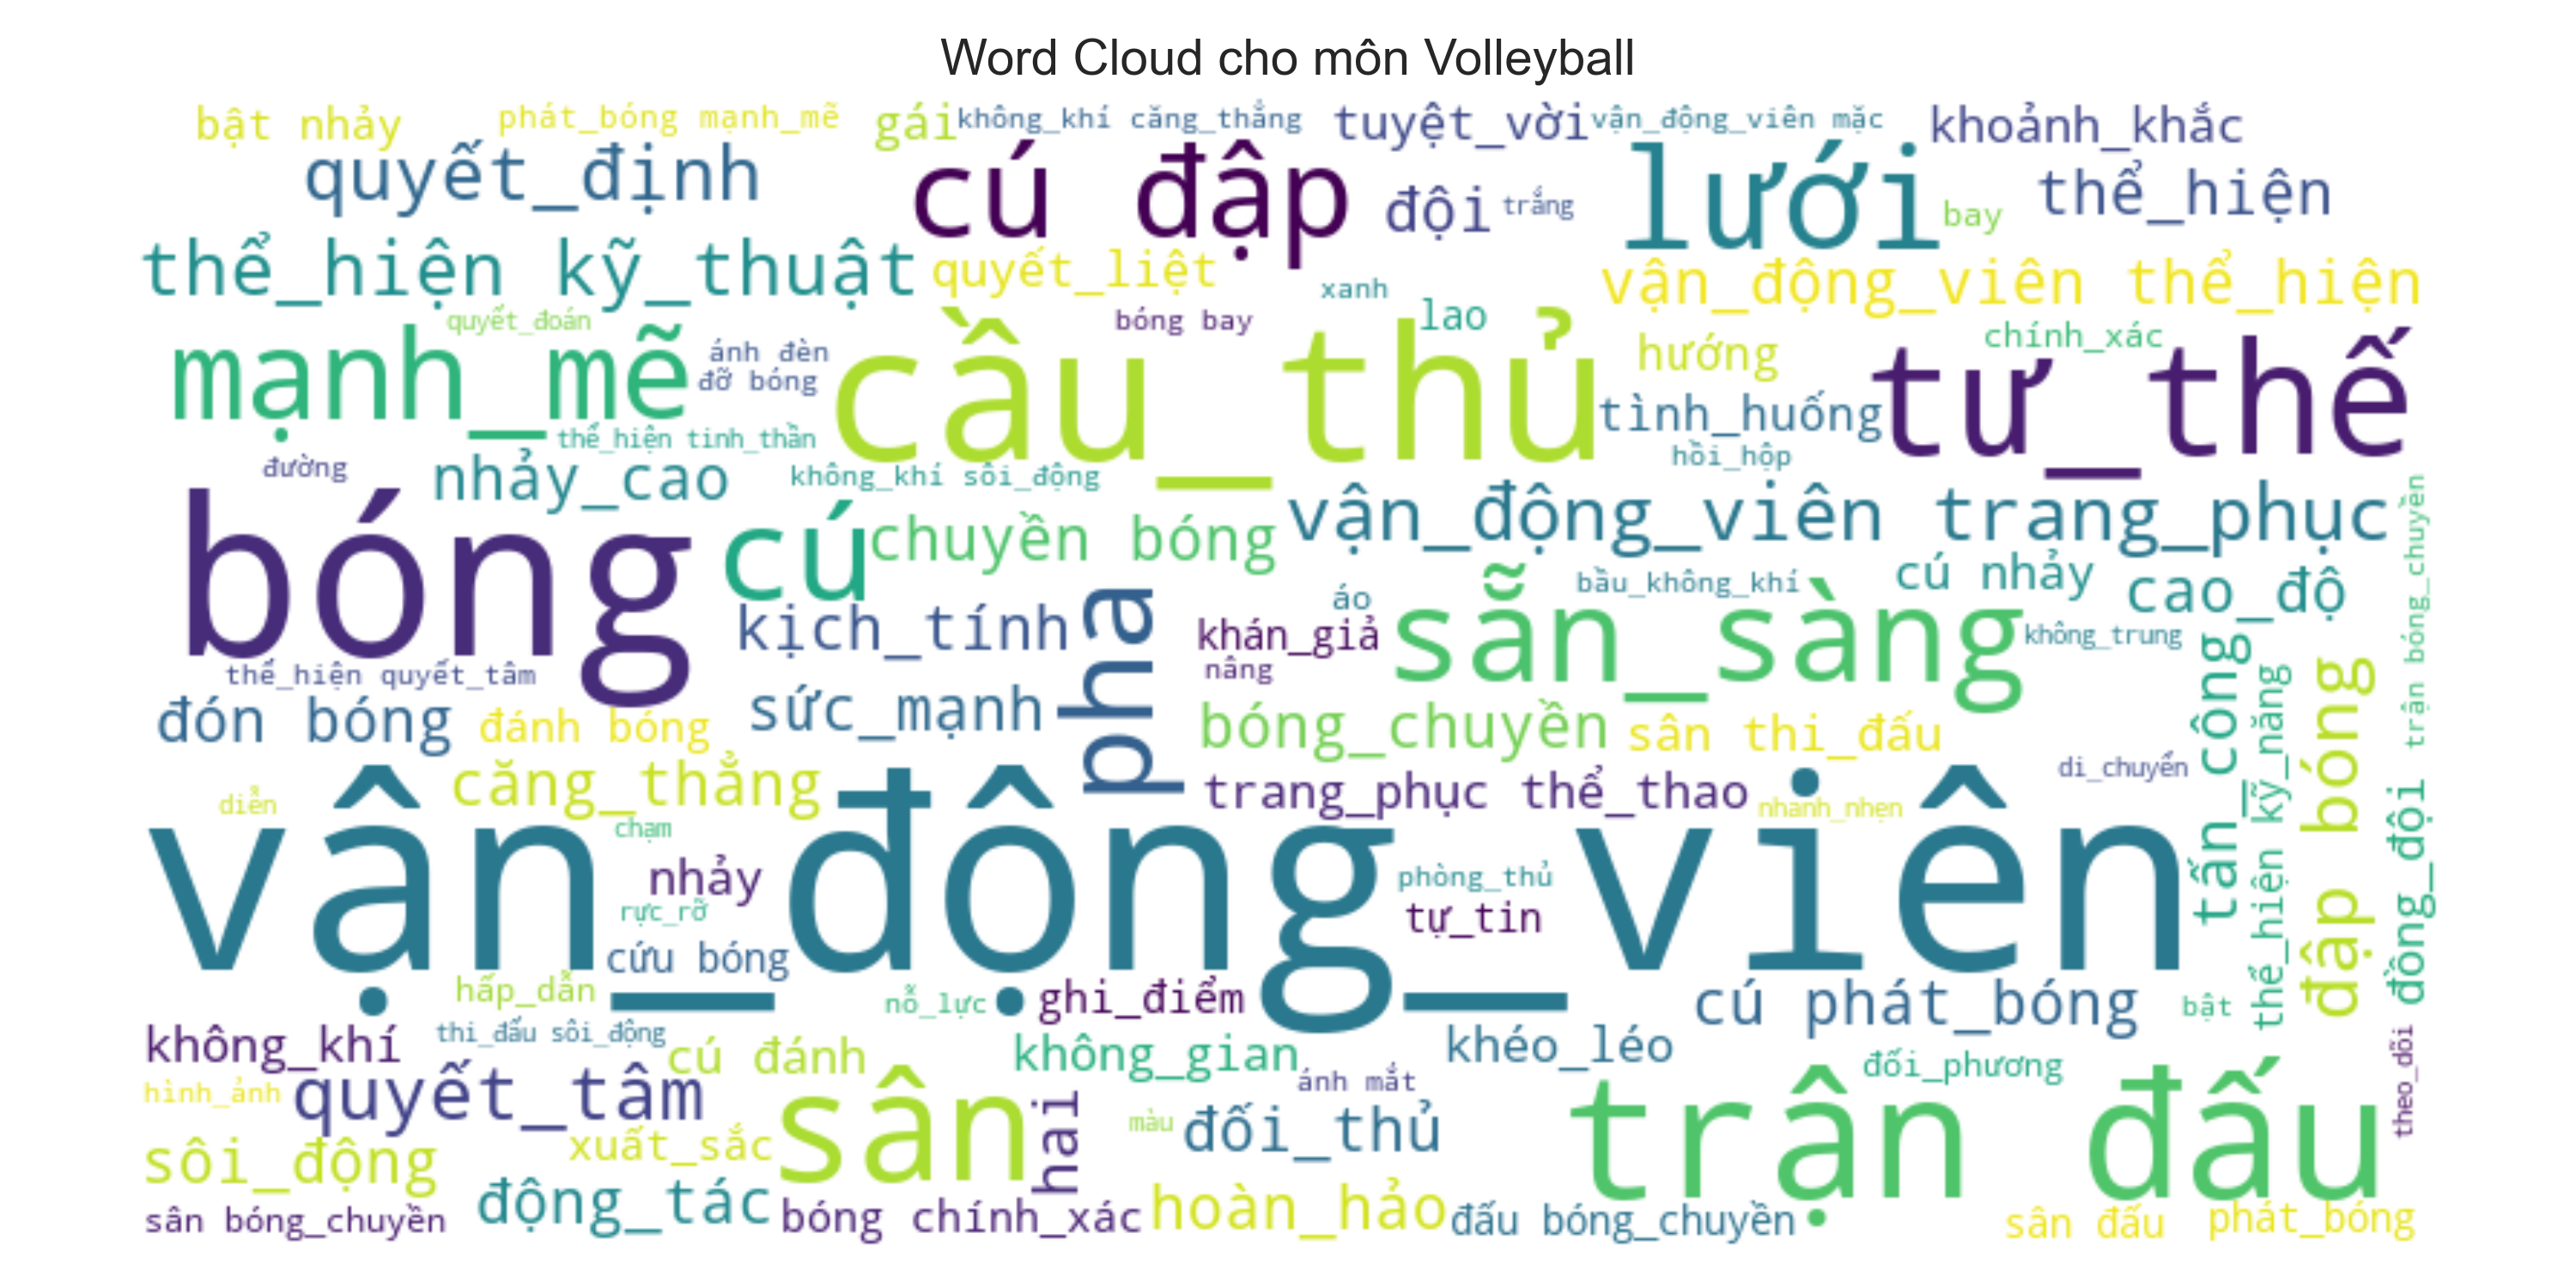 Word Cloud cho môn Volleyball
bật nhảy
phát_bóng mạnh_mẽ
gái
không_khí căng_thẳng
tuyệt_vời
vận_động_viên mặc
khoảnh_khắc
quyết_định
cú đập
đội
trắng
lưới
bay
thể_hiện
thể_hiện kỹ_thuật
quyết_liệt
xanh
vận_động_viên thể_hiện
quyết_đoán
bóng bay
lao
chính_xác
mạnh_mẽ
ánh đèn
đỡ bóng
cầu_thủ
hướng
tình_huống
tư_thế
thể_hiện tinh_thần
hồi_hộp
đường
nhảy_cao
không_khí sôi_động
bóng
cú
chuyền bóng
vận_động_viên trang_phục
trận bóng_chuyền
áo
bầu_không_khí
cú nhảy
cao_độ
kịch_tính
pha
khán_giả
sẵn_sàng
không_trung
thể_hiện quyết_tâm
nâng
đón bóng
đánh bóng
sức_mạnh
bóng_chuyền
sân thi_đấu
tấn_công
thể_hiện kỹ_năng
đập bóng
đồng_đội
căng_thẳng
di_chuyển
diễn
trang_phục thể_thao
nhanh_nhẹn
chạm
vận_động_viên
nhảy
phòng_thủ
rực_rỡ
tự_tin
cứu bóng
hấp_dẫn
nỗ_lực
ghi_điểm
cú phát_bóng
bật
không_khí
thi_đấu sôi_động
cú đánh
không_gian
khéo_léo
đối_phương
theo_dõi
hình_ảnh
quyết_tâm
sân
hai
ánh mắt
màu
đối_thủ
trận đấu
sôi_động
xuất_sắc
động_tác
hoàn_hảo
sân bóng_chuyền
bóng chính_xác
đấu bóng_chuyền
sân đấu
phát_bóng